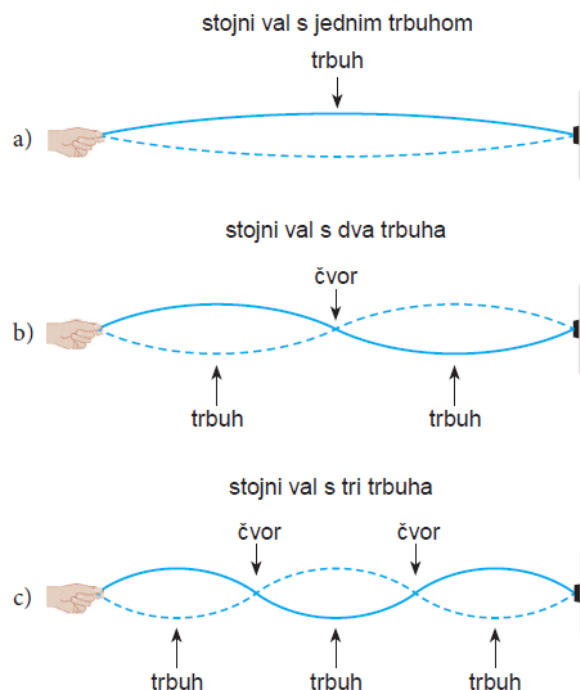 stojni val s jednim trbuhom
trbuh
a)
stojni val s dva trbuha
čvor
b)
trbuh trbuh
stojni val s tri trbuha
čvor čvor
c)
trbuh trbuh trbuh